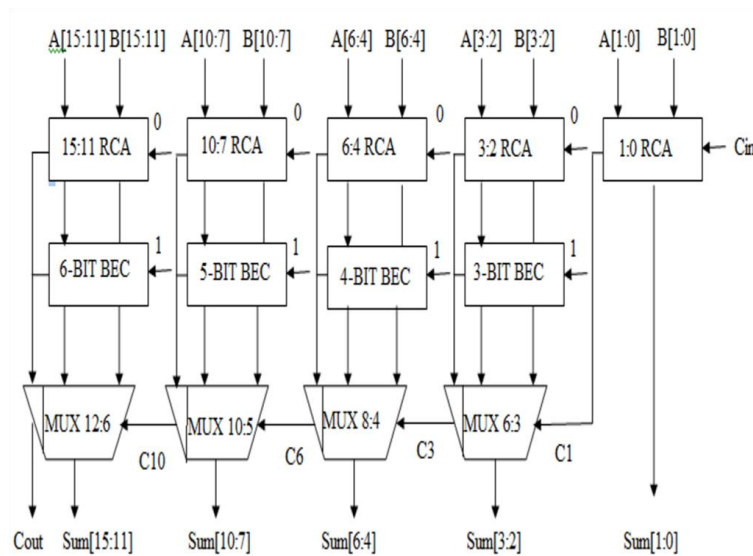 A[15:11] B[15:11] A[10:7] B[10:7] A[6:4] B[6:4] A[3:2] B[3:2] A[1:0] B[1:0]
0 0 0 0
15:11 RCA 10:7 RCA 6:4 RCA 3:2 RCA 1:0 RCA Cin
1 1 1 1
6-BIT BEC 5-BIT BEC 4-BIT BEC 3-BIT BEC
MUX 12:6 MUX 10:5 MUX 8:4 MUX 6:3
C10 C6 C3 C1
Cout Sum[15:11] Sum[10:7] Sum[6:4] Sum[3:2] Sum[1:0]